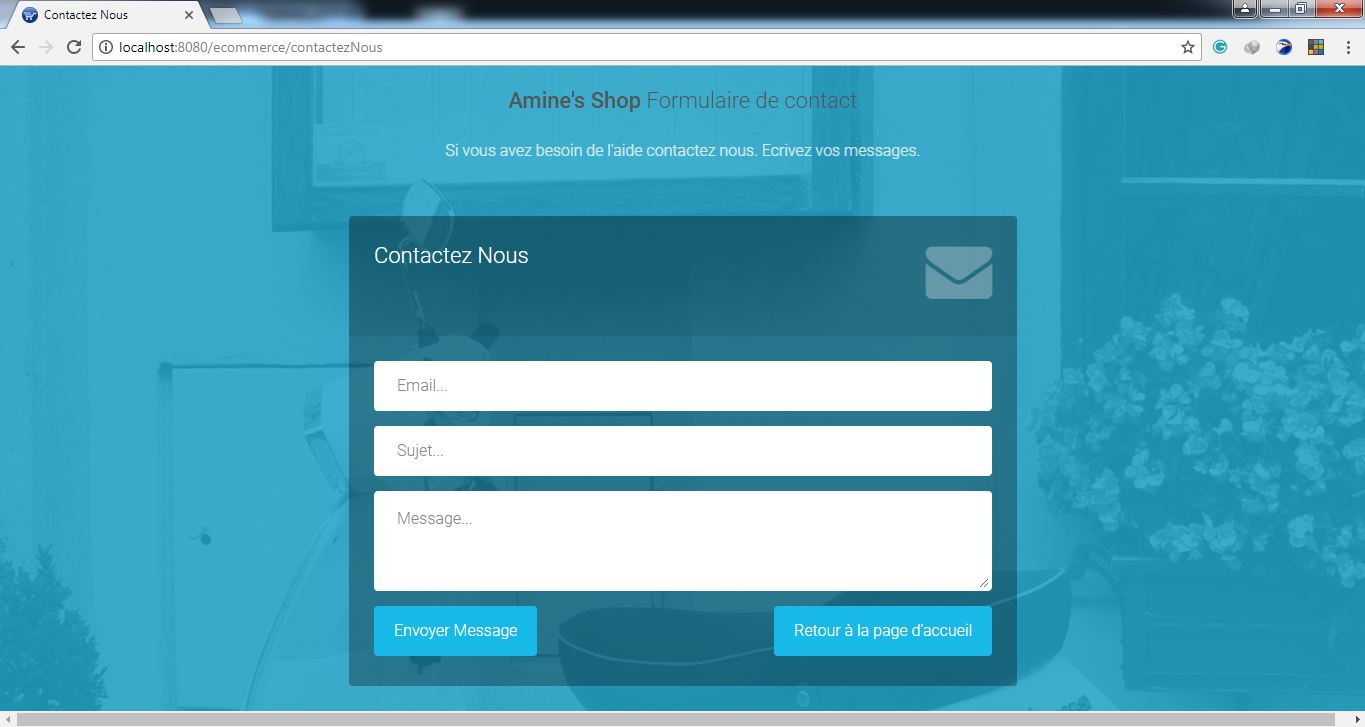 Contactez Nous
localhost:8080/ecommerce/contactezNous
Amine's Shop Formulaire de contact
Si vous avez besoin de l'aide contactez nous. Ecrivez vos messages.
Contactez Nous
Email...
Sujet...
Message...
Envoyer Message Retour à la page d'accueil